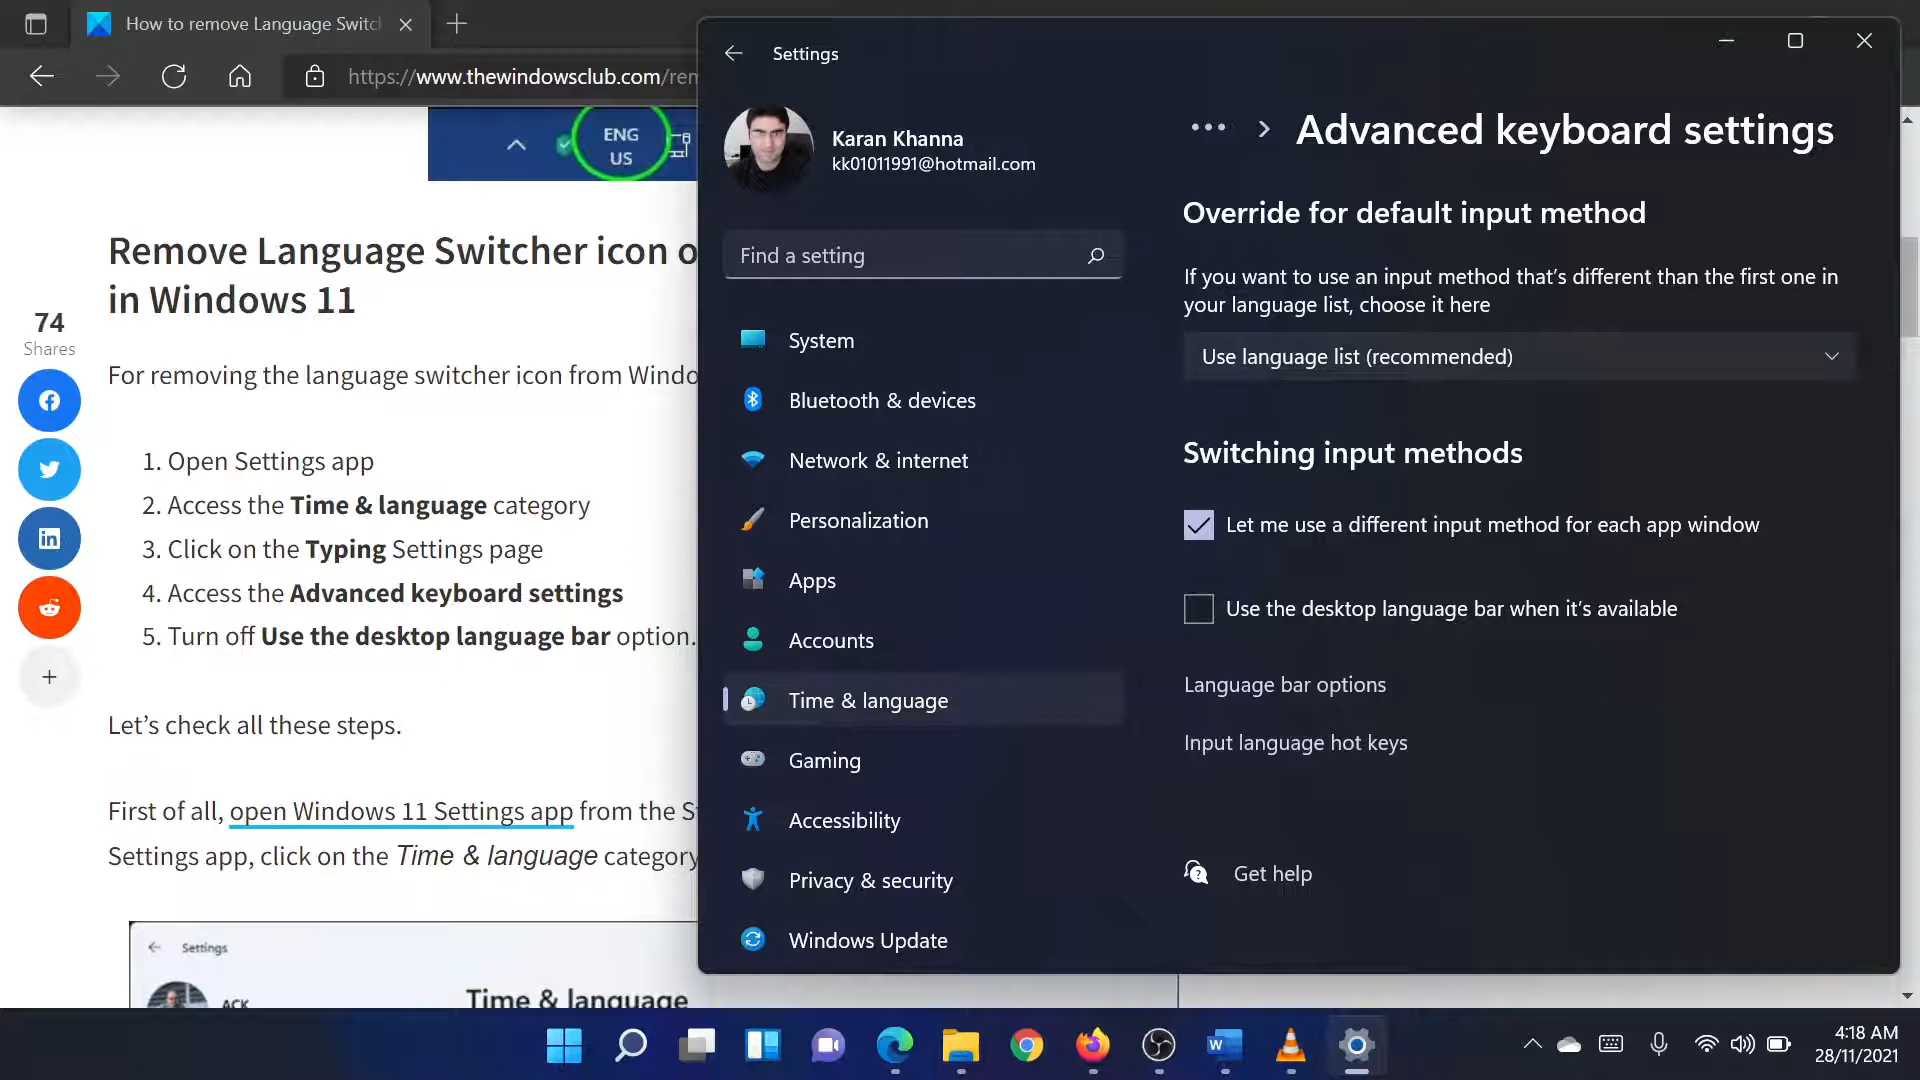 How to remove Language Switc
https://www.thewindowsclub.com/rem
ENG
US
Remove Language Switcher icon o
in Windows 11
74
Shares
For removing the language switcher icon from Windo
1. Open Settings app
2. Access the Time & language category
3. Click on the Typing Settings page
4. Access the Advanced keyboard settings
5. Turn off Use the desktop language bar option.
Let’s check all these steps.
First of all, open Windows 11 Settings app from the S
Settings app, click on the Time & language category
Settings
ACK
Time & language
Settings
Karan Khanna
kk01011991@hotmail.com
Find a setting
System
Bluetooth & devices
Network & internet
Personalization
Apps
Accounts
Time & language
Gaming
Accessibility
Privacy & security
Windows Update
Advanced keyboard settings
Override for default input method
If you want to use an input method that’s different than the first one in
your language list, choose it here
Use language list (recommended)
Switching input methods
Let me use a different input method for each app window
Use the desktop language bar when it’s available
Language bar options
Input language hot keys
Get help
4:18 AM
28/11/2021